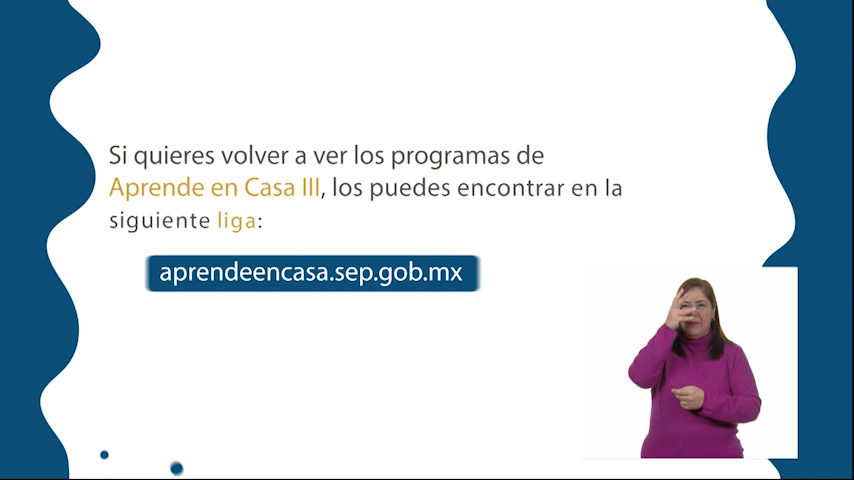 Si quieres volver a ver los programas de
Aprende en Casa III, los puedes encontrar en la
siguiente liga:
aprendeencasa.sep.gob.mx